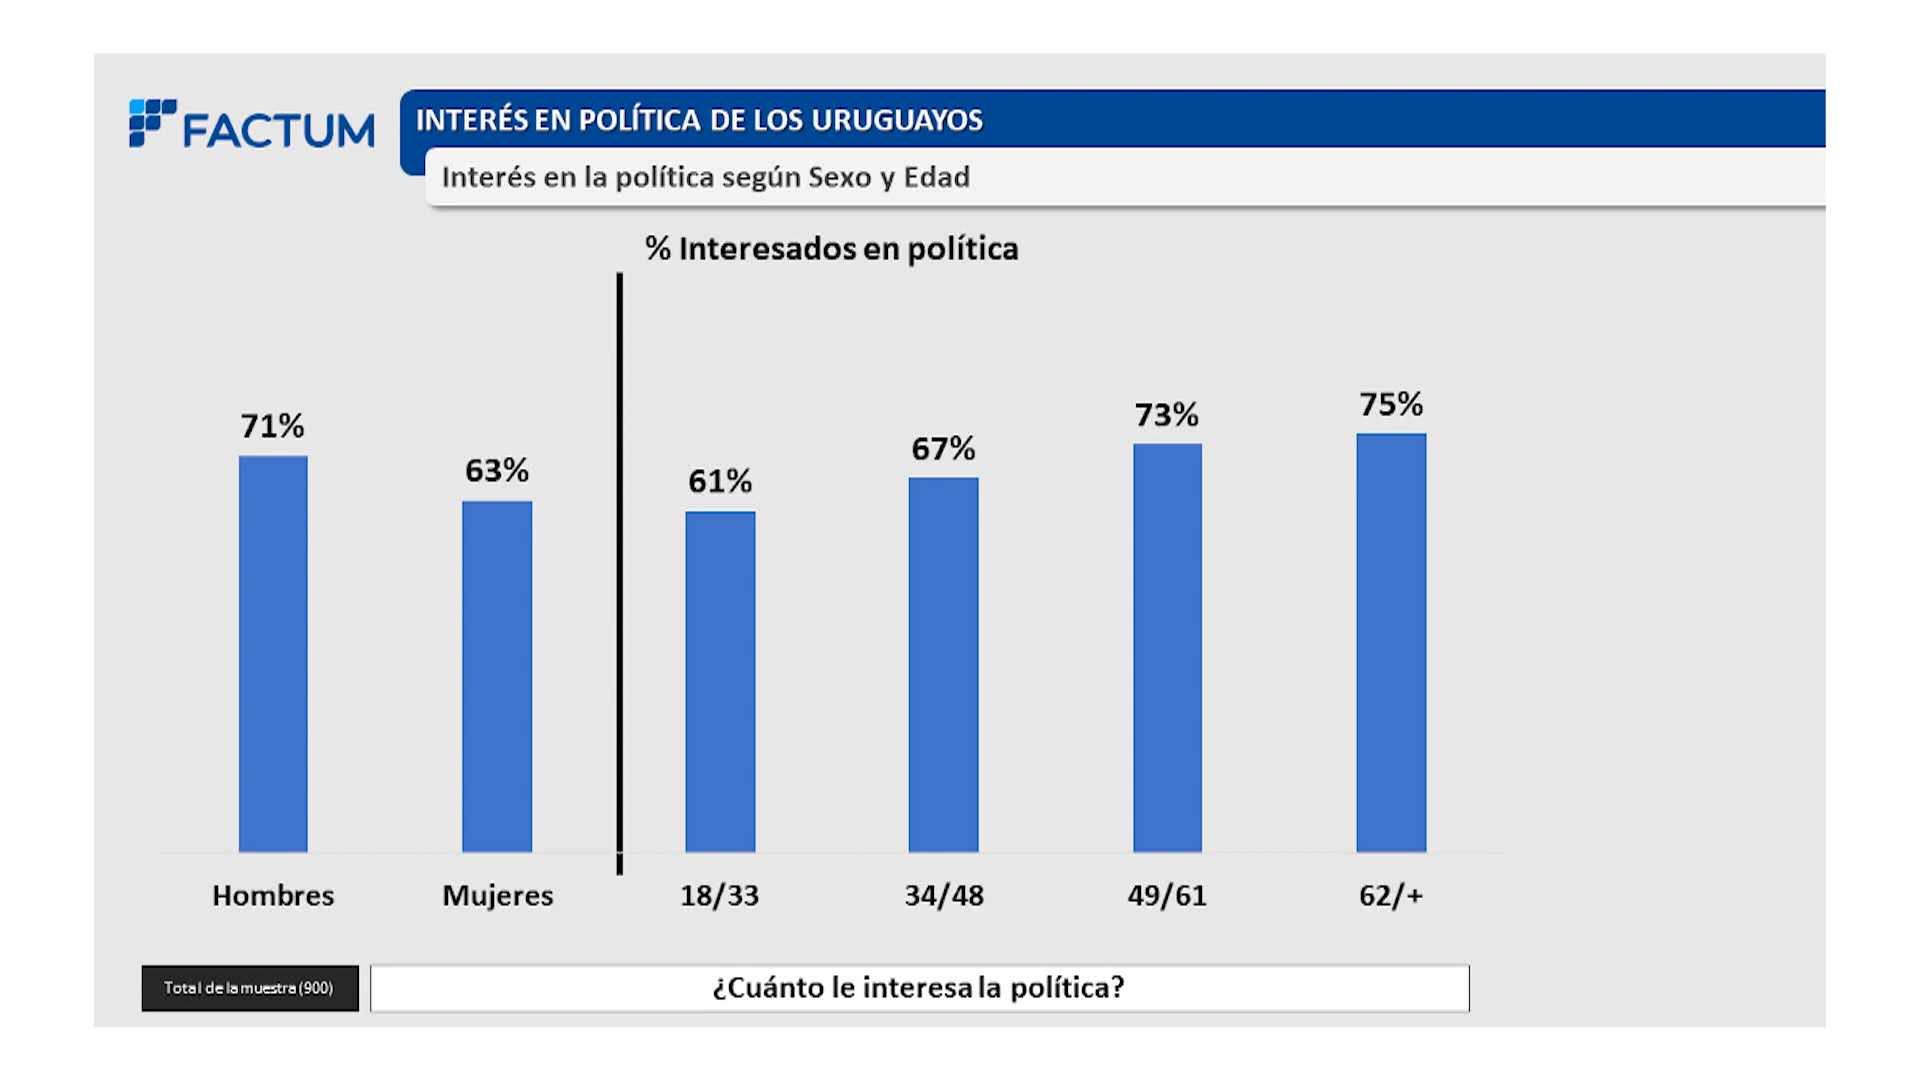 FACTUM
INTERÉS EN POLÍTICA DE LOS URUGUAYOS
Interés en la política según Sexo y Edad
% Interesados en política
71%
63%
61%
67%
73%
75%
Hombres
Mujeres
18/33
34/48
49/61
62/+
Total de la muestra (900)
¿Cuánto le interesa la política?